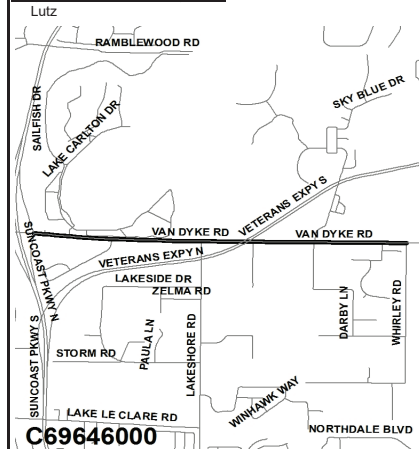 Lutz
RAMBLEWOOD RD
SKY BLUE DR
SAILFISH DR
LAKE CARLTON DR
VETERANS EXPY S
VAN DYKE RD
VAN DYKE RD
SUNCOAST PKWY N
VETERANS EXPY N
LAKESIDE DR
ZELMA RD
DARBY LN
WHIRLEY RD
PAULA LN
LAKESHORE RD
STORM RD
SUNCOAST PKWY S
WINHAWK WAY
LAKE LE CLARE RD
NORTHDALE BLVD
C69646000